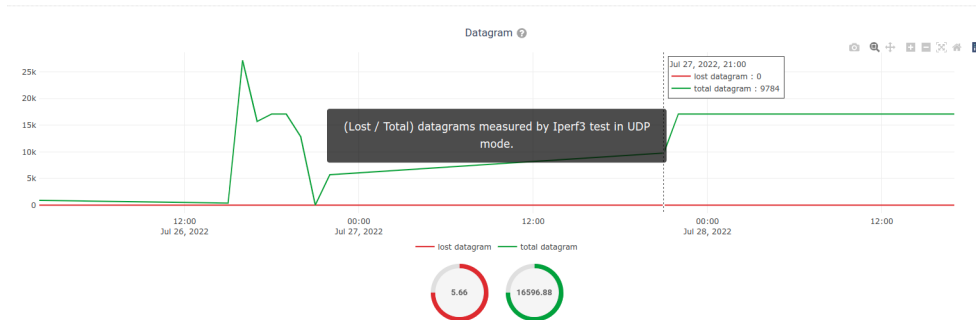 Datagram
Jul 27, 2022, 21:00
lost datagram : 0
total datagram : 9784
25k
20k
15k
10k
5k
0
(Lost / Total) datagrams measured by Iperf3 test in UDP
mode.
12:00
Jul 26, 2022
00:00
Jul 27, 2022
12:00
00:00
Jul 28, 2022
12:00
lost datagram
total datagram
5.66
16596.88